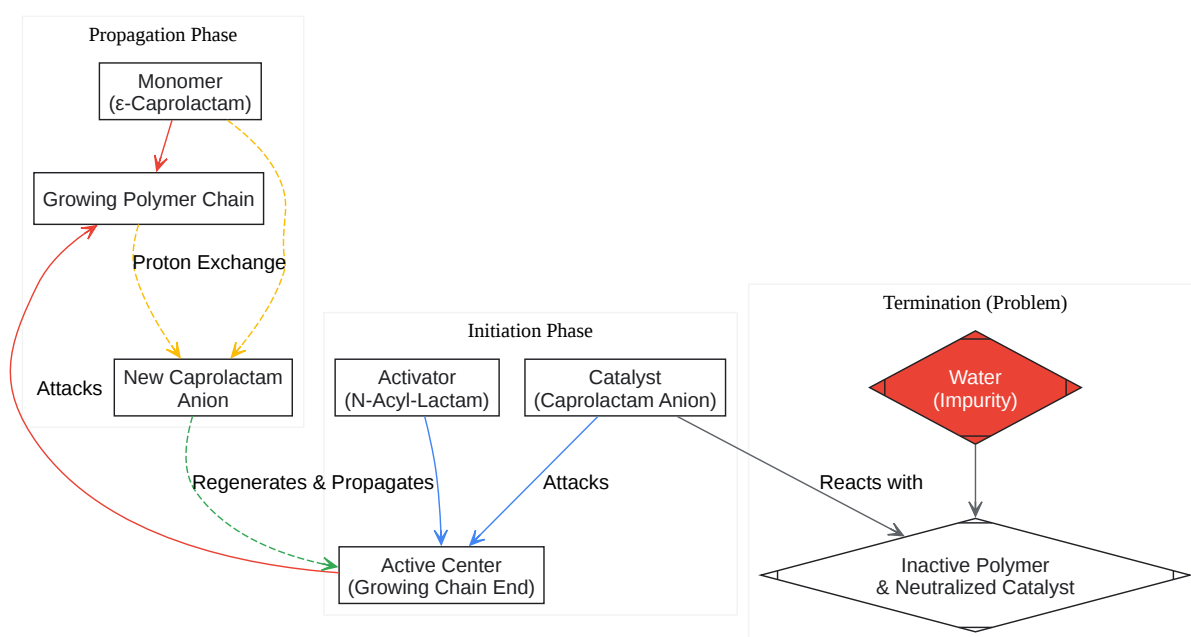 Propagation Phase
Monomer
(ε-Caprolactam)
Growing Polymer Chain
Proton Exchange
New Caprolactam
Anion
Attacks
Initiation Phase
Activator
(N-Acyl-Lactam)
Catalyst
(Caprolactam Anion)
Regenerates & Propagates
Attacks
Active Center
(Growing Chain End)
Termination (Problem)
Water
(Impurity)
Reacts with
Inactive Polymer
& Neutralized Catalyst